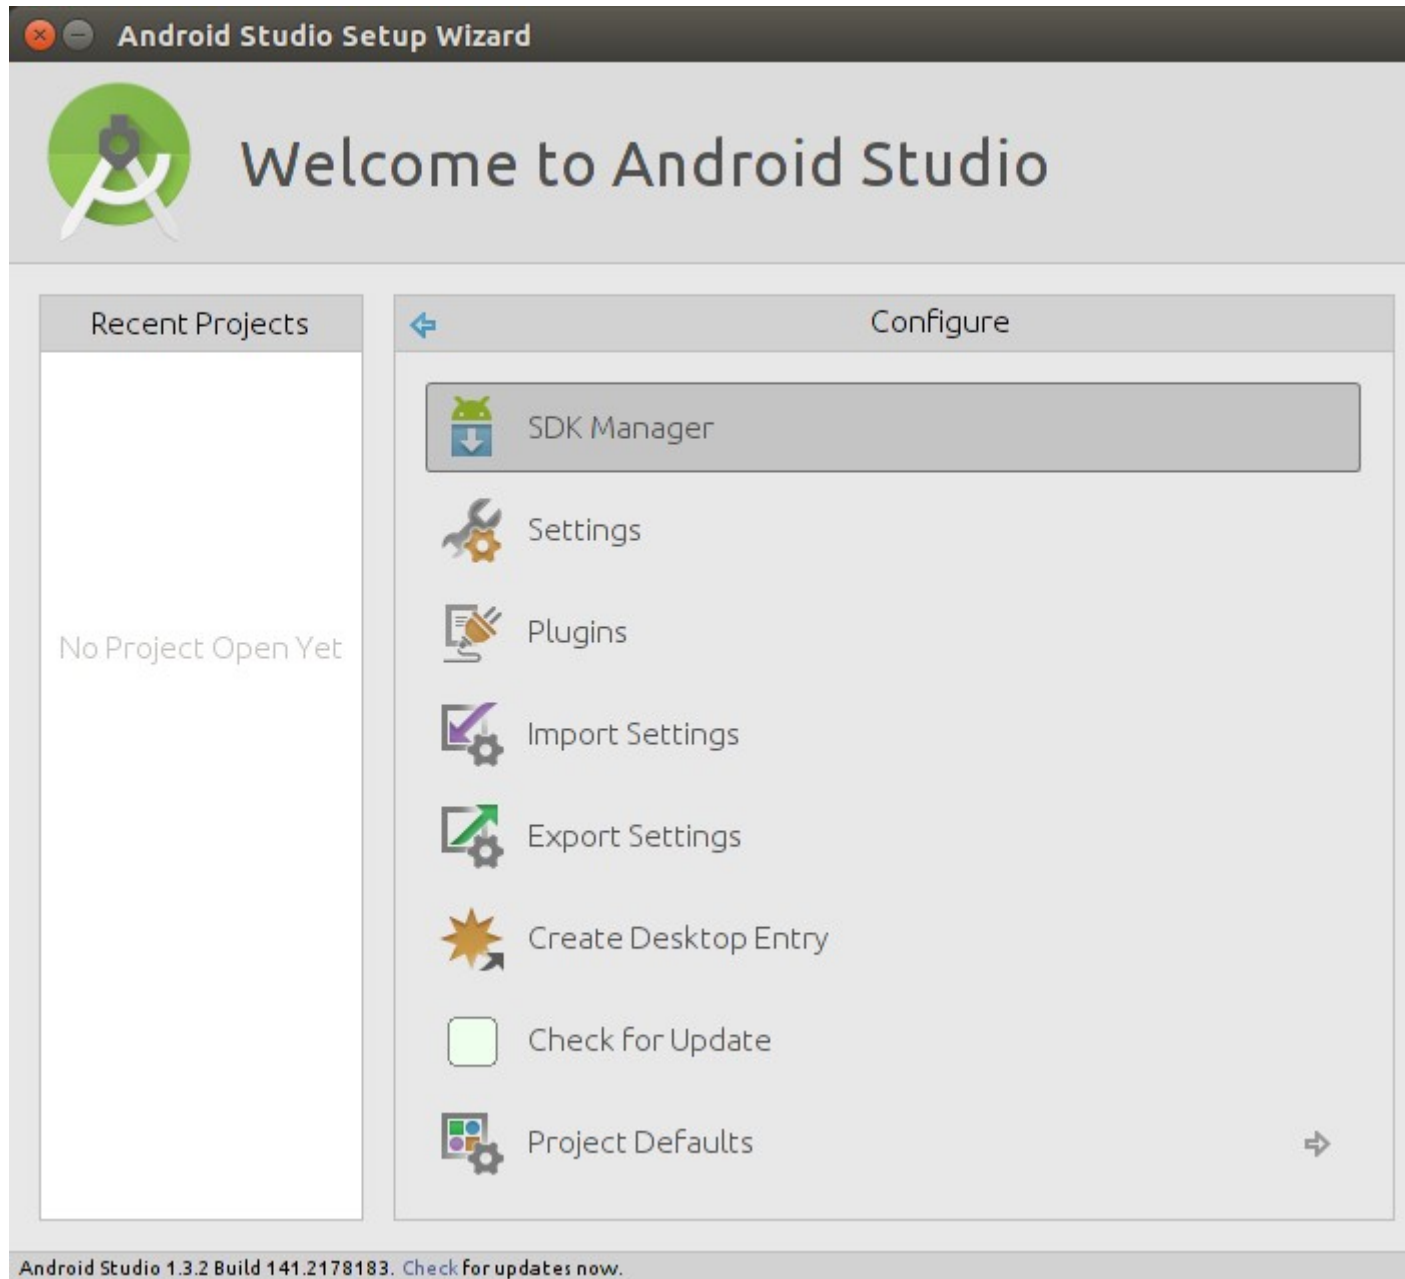 Android Studio Setup Wizard
Welcome to Android Studio
Recent Projects
No Project Open Yet
Configure
SDK Manager
Settings
Plugins
Import Settings
Export Settings
Create Desktop Entry
Check for Update
Project Defaults
Android Studio 1.3.2 Build 141.2178183. Check for updates now.